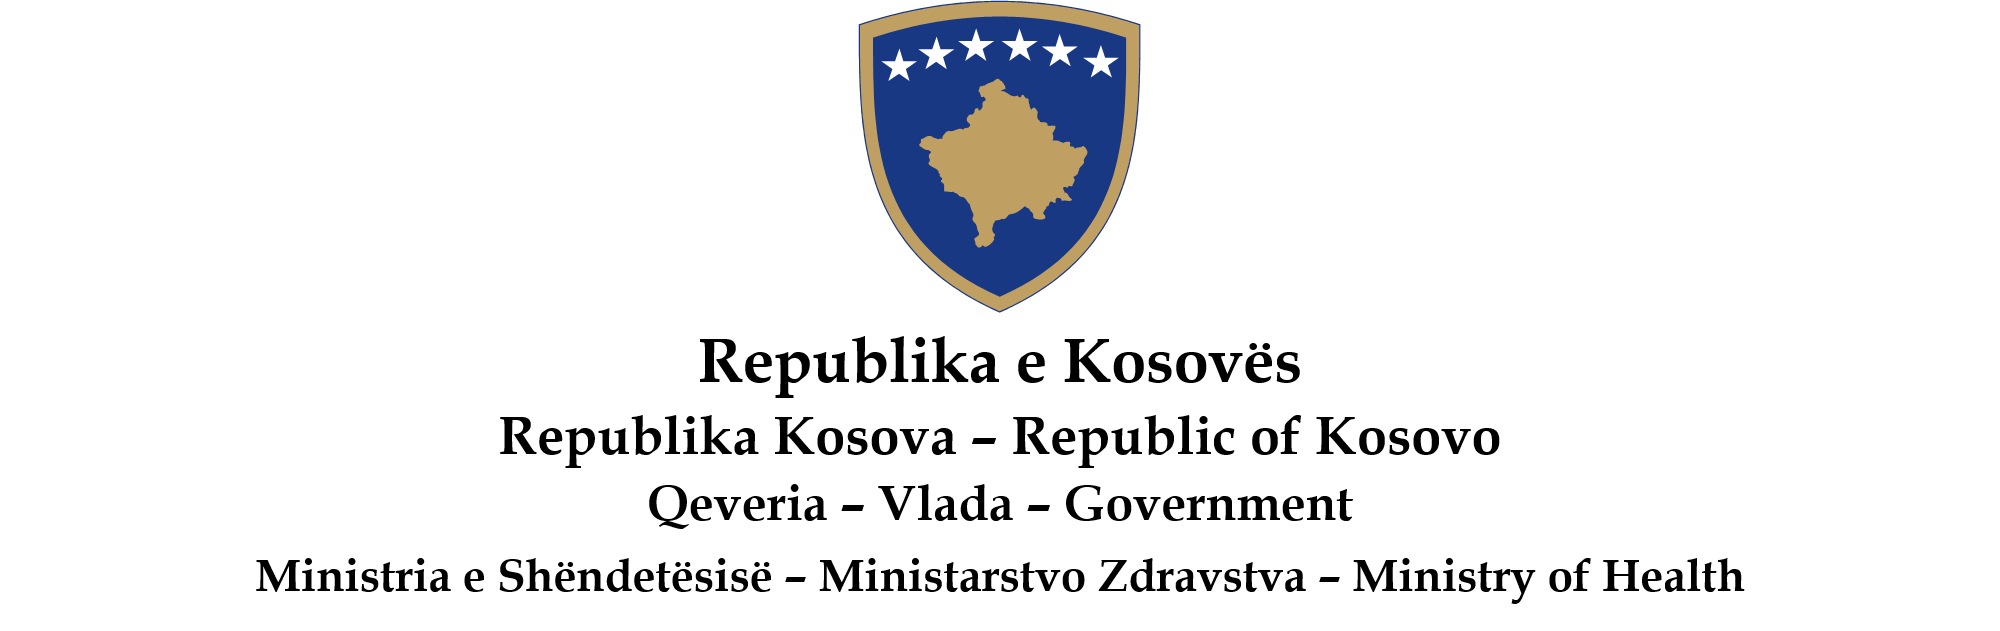 Republika e Kosovës
Republika Kosova – Republic of Kosovo
Qeveria – Vlada – Government
Ministria e Shëndetësisë – Ministarstvo Zdravstva – Ministry of Health